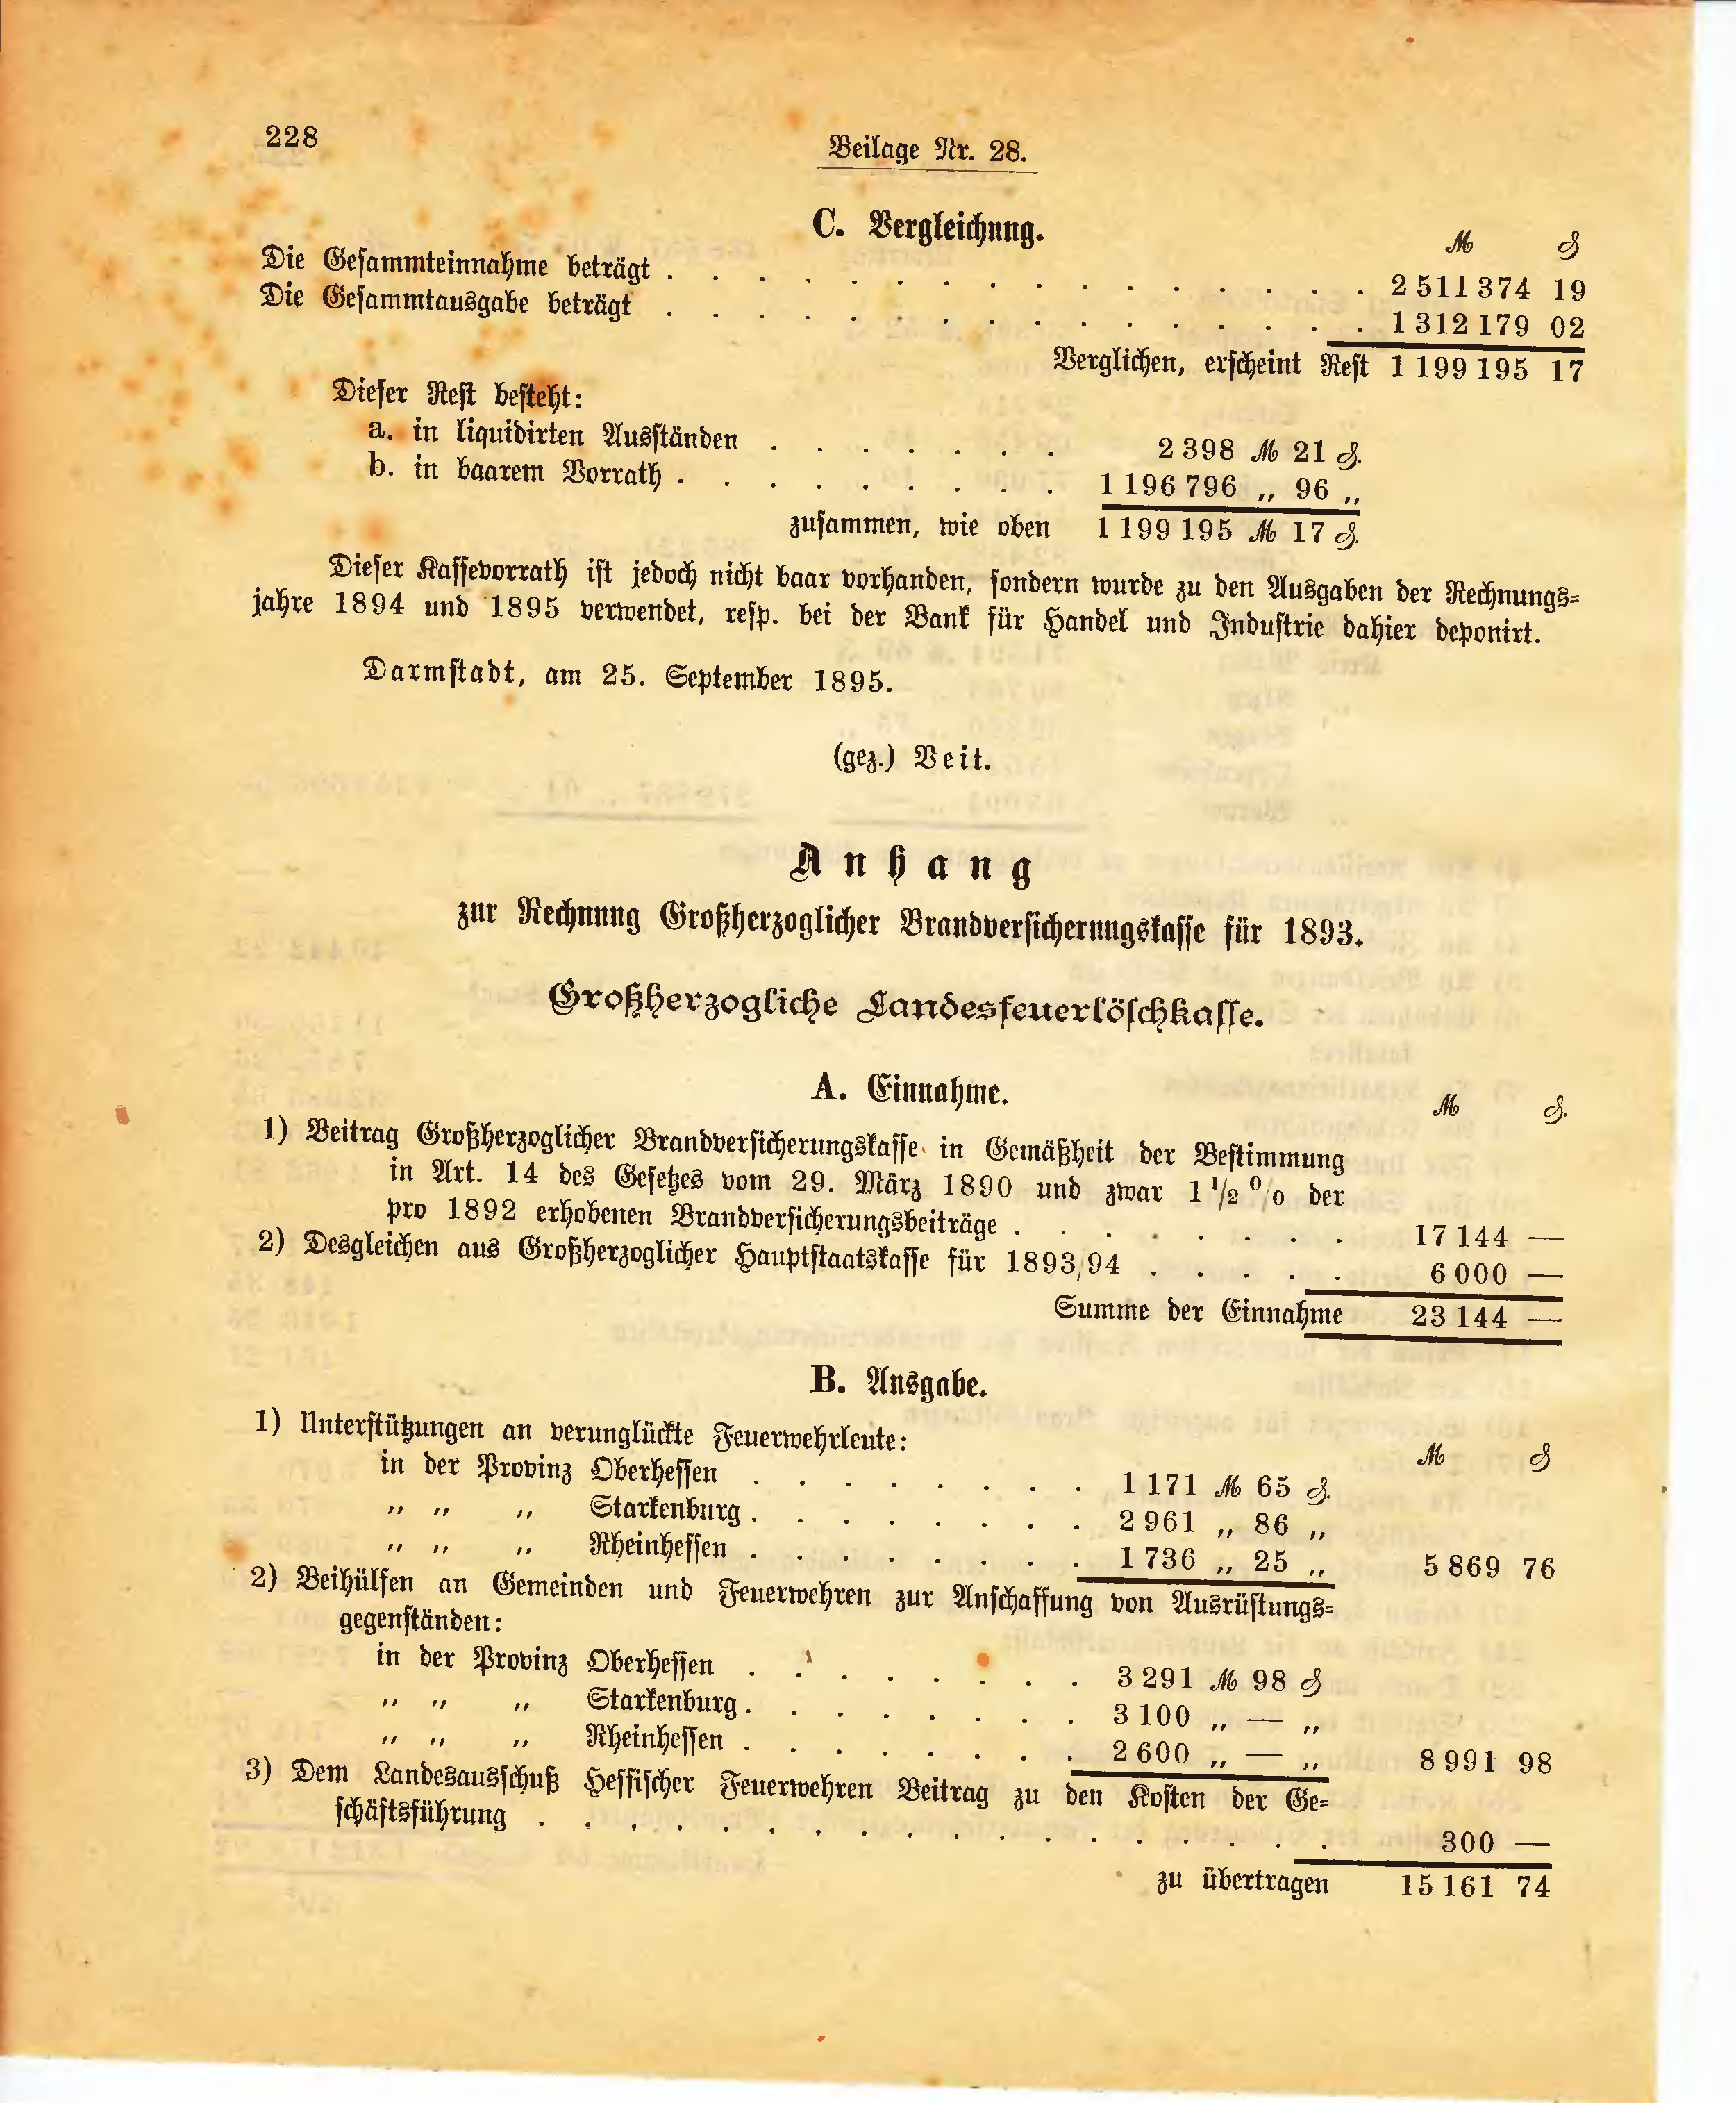 228
Beilage Nr. 28.
C. Vergleichung.
ℳ ₰
Die Gesammteinnahme beträgt . . . . . . . . . . . . . . . . 2 511 374 19
Die Gesammtausgabe beträgt . . . . . . . . . . . . . . . . 1 312 179 02
Verglichen, erscheint Rest 1 199 195 17
Dieser Rest besteht:
a. in liquidirten Ausständen . . . . . . . 2 398 ℳ 21 ₰.
b. in baarem Vorrath . . . . . . . . . 1 196 796 „ 96 „
zusammen, wie oben 1 199 195 ℳ 17 ₰.
Dieser Kassevorrath ist jedoch nicht baar vorhanden, sondern wurde zu den Ausgaben der Rechnungs-
jahre 1894 und 1895 verwendet, resp. bei der Bank für Handel und Industrie dahier deponirt.
Darmstadt, am 25. September 1895.
(gez.) Veit.
Anhang
zur Rechnung Großherzoglicher Brandversicherungskasse für 1893.
Großherzogliche Landesfeuerlöschkasse.
A. Einnahme.
ℳ ₰.
1) Beitrag Großherzoglicher Brandversicherungskasse in Gemäßheit der Bestimmung
in Art. 14 des Gesetzes vom 29. März 1890 und zwar 1 1/2 % der
pro 1892 erhobenen Brandversicherungsbeiträge . . . . . . . . 17 144 —
2) Desgleichen aus Großherzoglicher Hauptstaatskasse für 1893/94 . . . . . 6 000 —
Summe der Einnahme 23 144 —
B. Ausgabe.
1) Unterstützungen an verunglückte Feuerwehrleute:
ℳ ₰
in der Provinz Oberhessen . . . . . . . . 1 171 ℳ 65 ₰.
„ „ „ Starkenburg . . . . . . . . 2 961 „ 86 „
„ „ „ Rheinhessen . . . . . . . . 1 736 „ 25 „ 5 869 76
2) Beihülfen an Gemeinden und Feuerwehren zur Anschaffung von Ausrüstungs-
gegenständen:
in der Provinz Oberhessen . . . . . . . . 3 291 ℳ 98 ₰
„ „ „ Starkenburg . . . . . . . . 3 100 „ — „
„ „ „ Rheinhessen . . . . . . . . 2 600 „ — „ 8 991 98
3) Dem Landesausschuß Hessischer Feuerwehren Beitrag zu den Kosten der Ge-
schäftsführung . . . . . . . . . . . . . . . . . . 300 —
zu übertragen 15 161 74